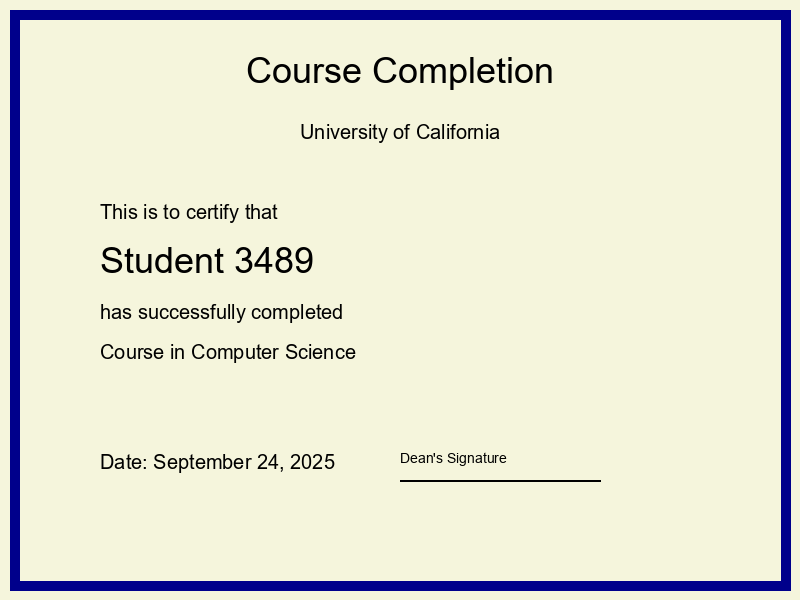 Course Completion
University of California
This is to certify that
Student 3489
has successfully completed
Course in Computer Science
Date: September 24, 2025
Dean's Signature